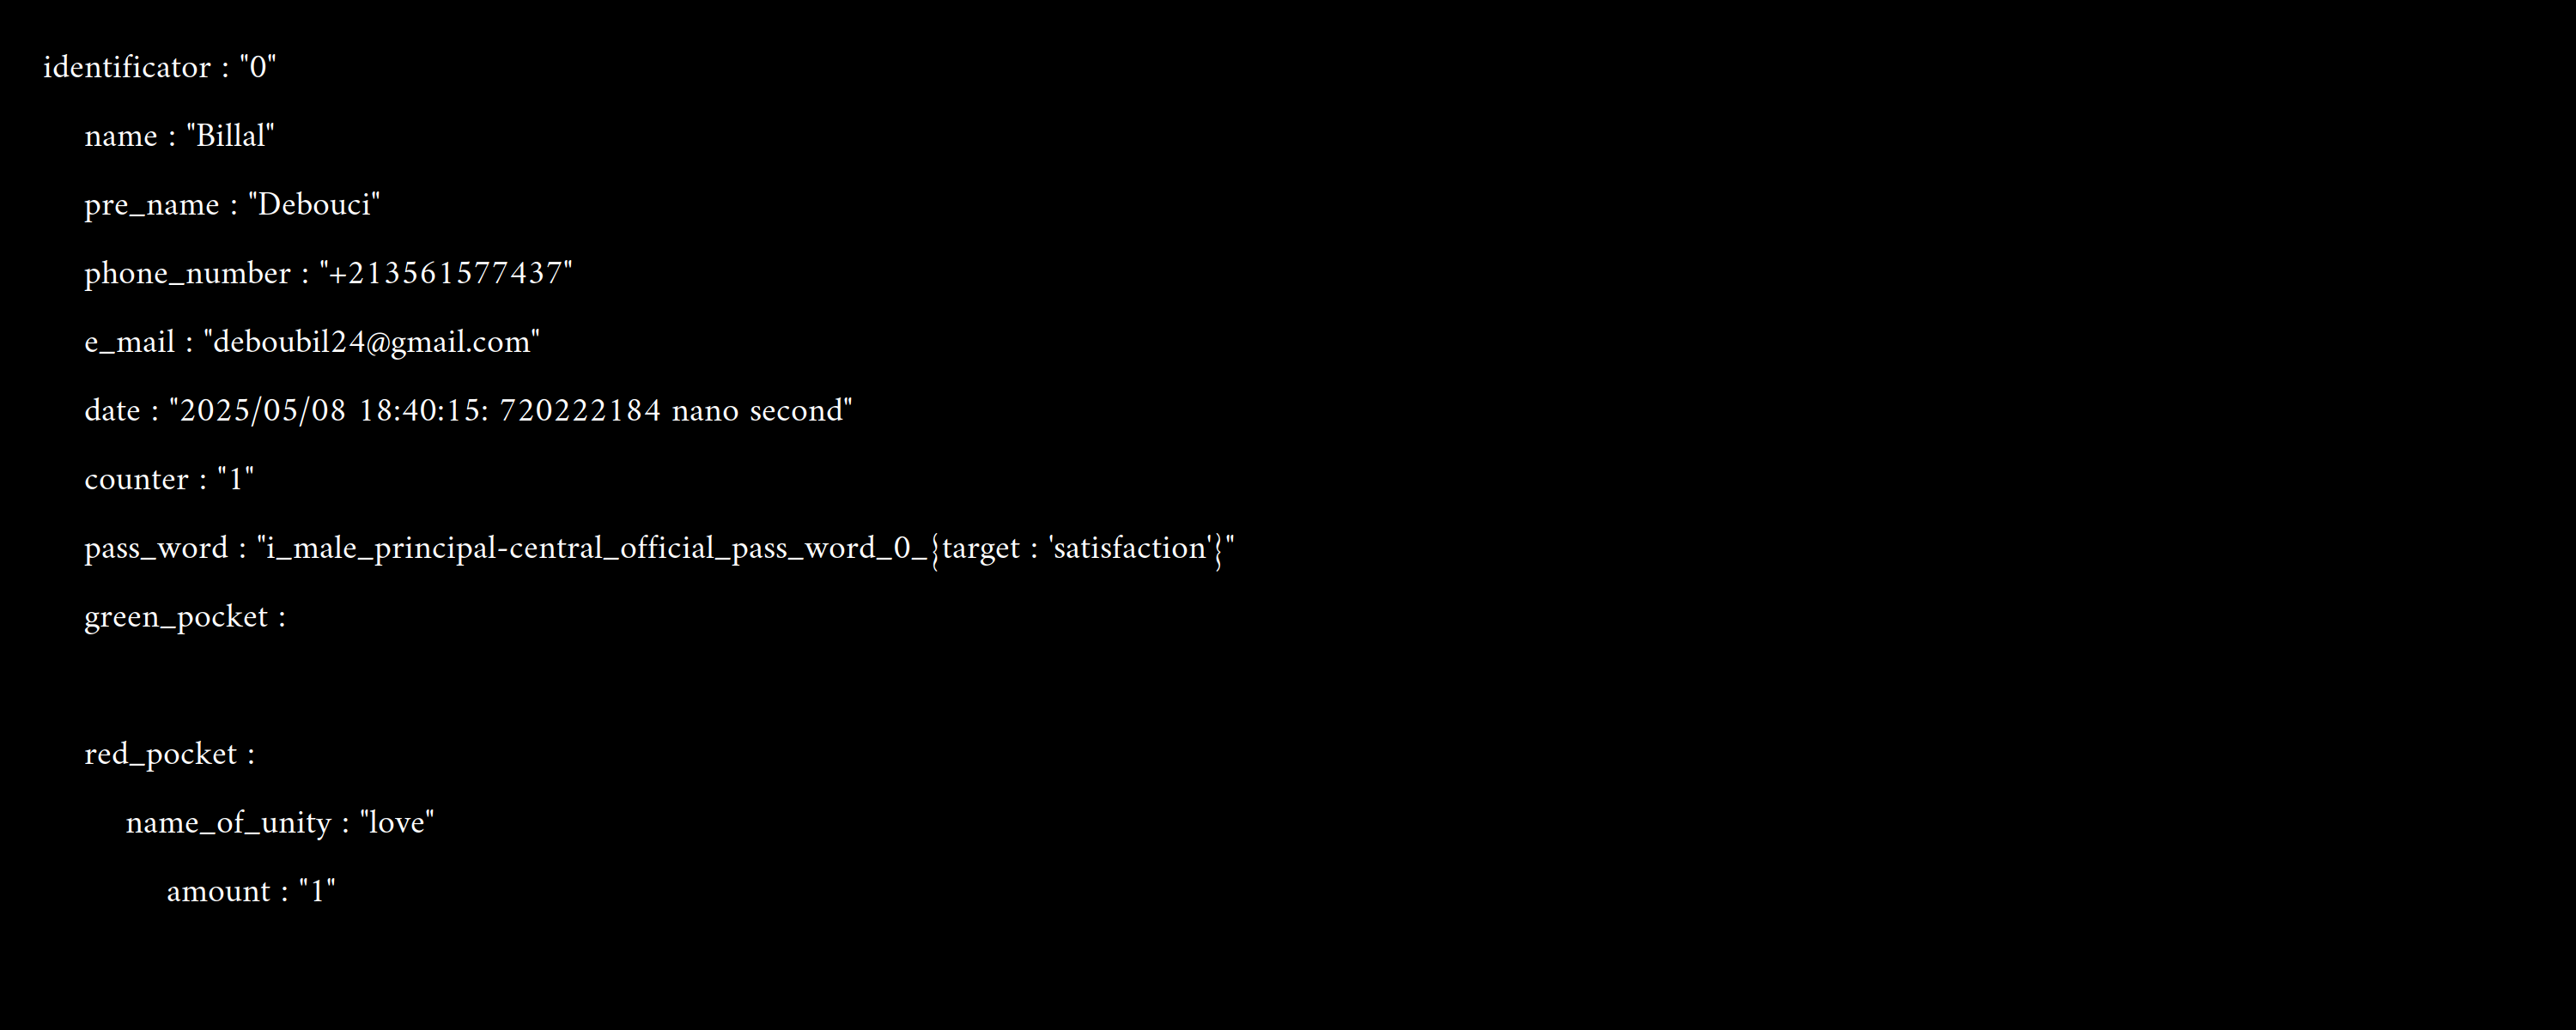 identificator : "0"
name : "Billal"
pre_name : "Debouci"
phone_number : "+213561577437"
e_mail : "deboubil24@gmail.com"
date : "2025/05/08 18:40:15: 720222184 nano second"
counter : "1"
pass_word : "i_male_principal-central_official_pass_word_0_{target : 'satisfaction'}"
green_pocket :
red_pocket :
name_of_unity : "love"
amount : "1"